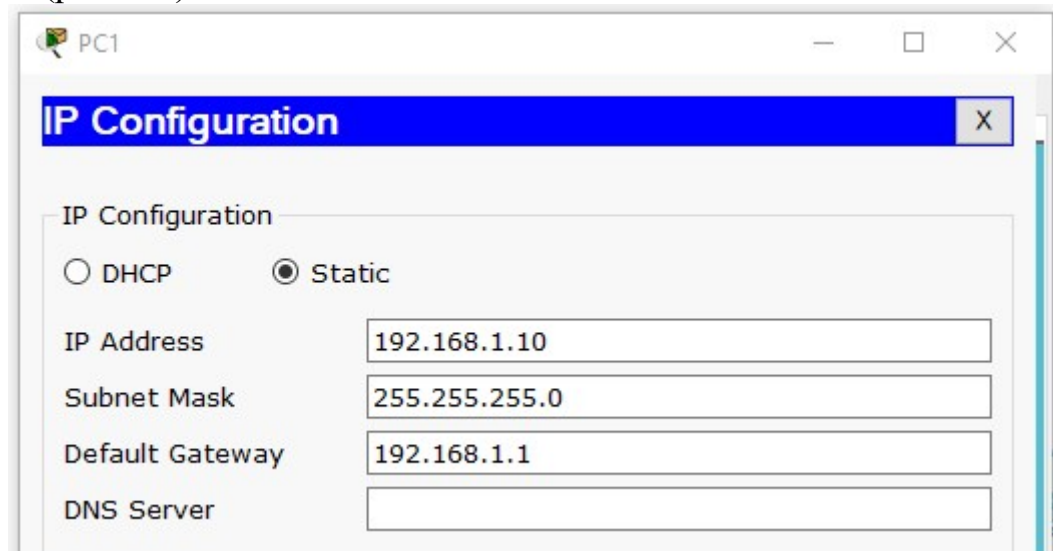 PC1
IP Configuration
X
IP Configuration
DHCP Static
IP Address 192.168.1.10
Subnet Mask 255.255.255.0
Default Gateway 192.168.1.1
DNS Server